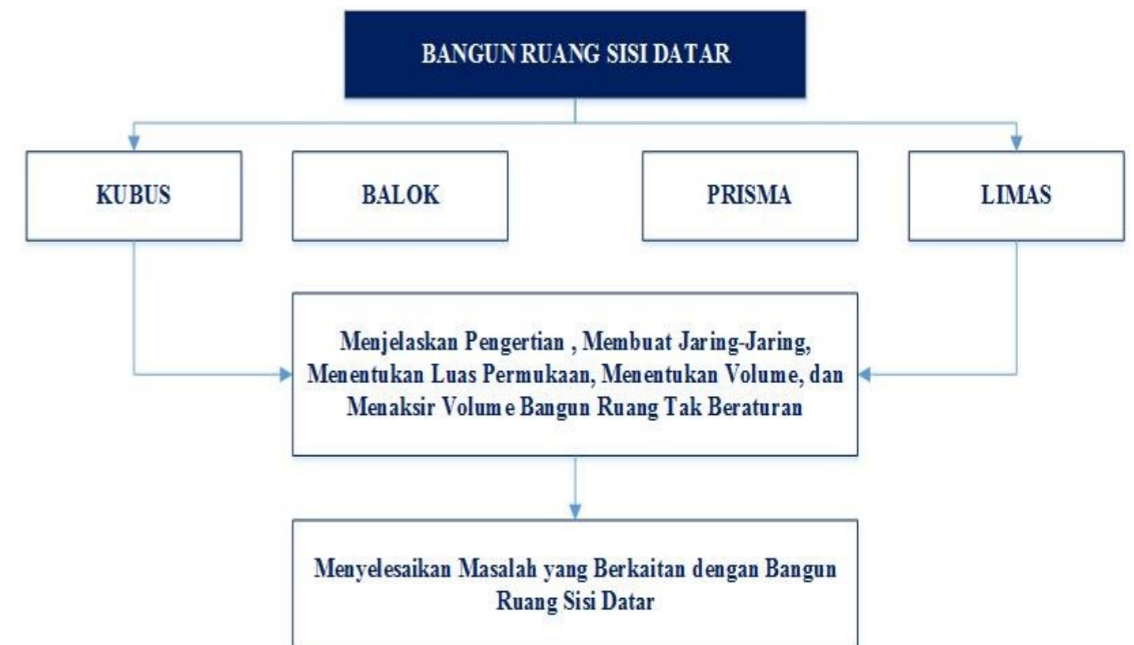 BANGUN RUANG SISI DATAR
KUBUS
BALOK
PRISMA
LIMAS
Menjelaskan Pengertian , Membuat Jaring-Jaring,
Menentukan Luas Permukaan, Menentukan Volume, dan
Menaksir Volume Bangun Ruang Tak Beraturan
Menyelesaikan Masalah yang Berkaitan dengan Bangun
Ruang Sisi Datar